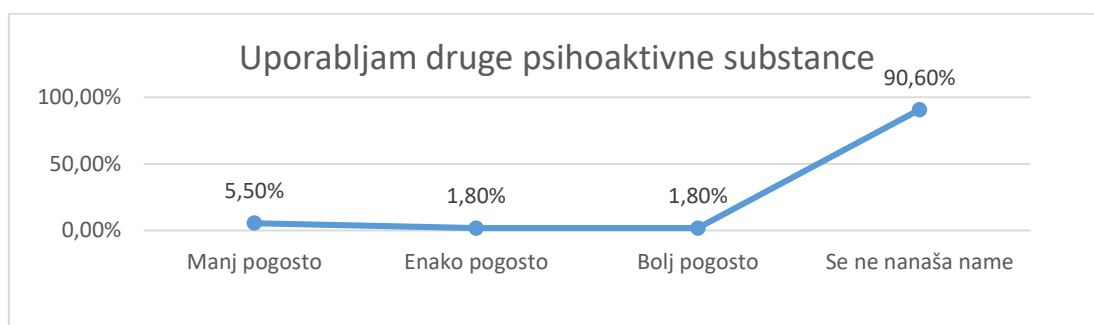 Uporabljam druge psihoaktivne substance
90,60%
100,00%
50,00%
5,50%
1,80%
1,80%
0,00%
Manj pogosto
Enako pogosto
Bolj pogosto
Se ne nanaša name